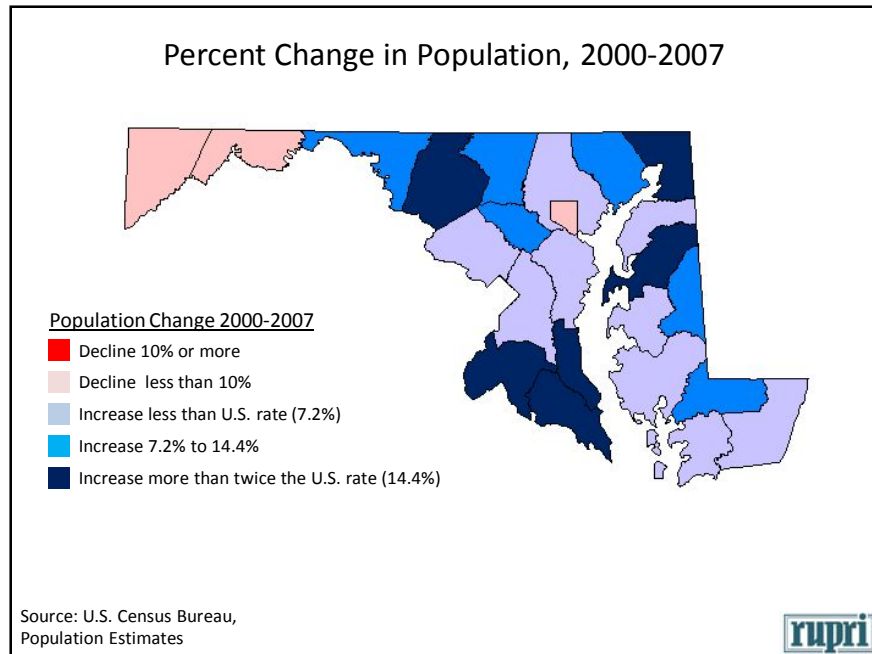 Percent Change in Population, 2000-2007
Population Change 2000-2007
Decline 10% or more
Decline less than 10%
Increase less than U.S. rate (7.2%)
Increase 7.2% to 14.4%
Increase more than twice the U.S. rate (14.4%)
Source: U.S. Census Bureau,
Population Estimates
rupri